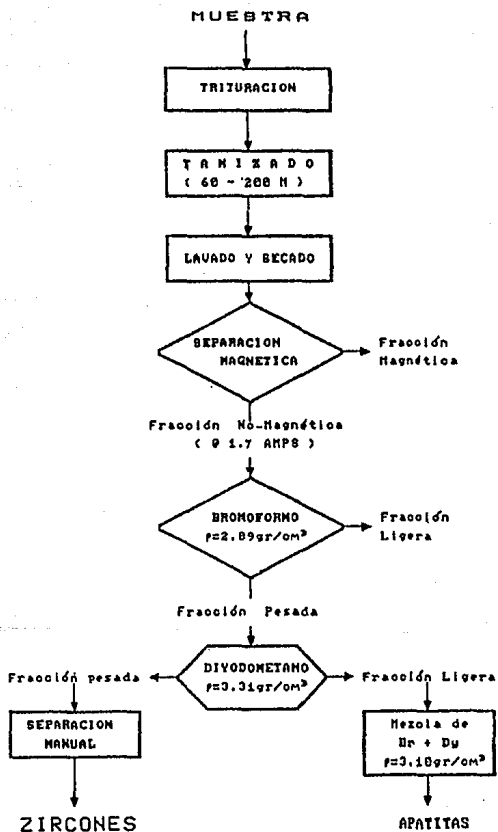 MUESTRA
TRITURACION
T A M I Z A D O
( 60 - 200 M )
LAVADO Y SECADO
SEPARACION
MAGNETICA
Fracción
Magnética
Fracción No-Magnética
( @ 1.7 AMPS )
BROMOFORMO
ρ=2.89gr/cm³
Fracción
Ligera
Fracción Pesada
DIYODOMETANO
ρ=3.31gr/cm³
Fracción pesada
Fracción Ligera
SEPARACION
MANUAL
Mezcla de
Br + Dy
ρ=3.18gr/cm³
ZIRCONES
APATITAS